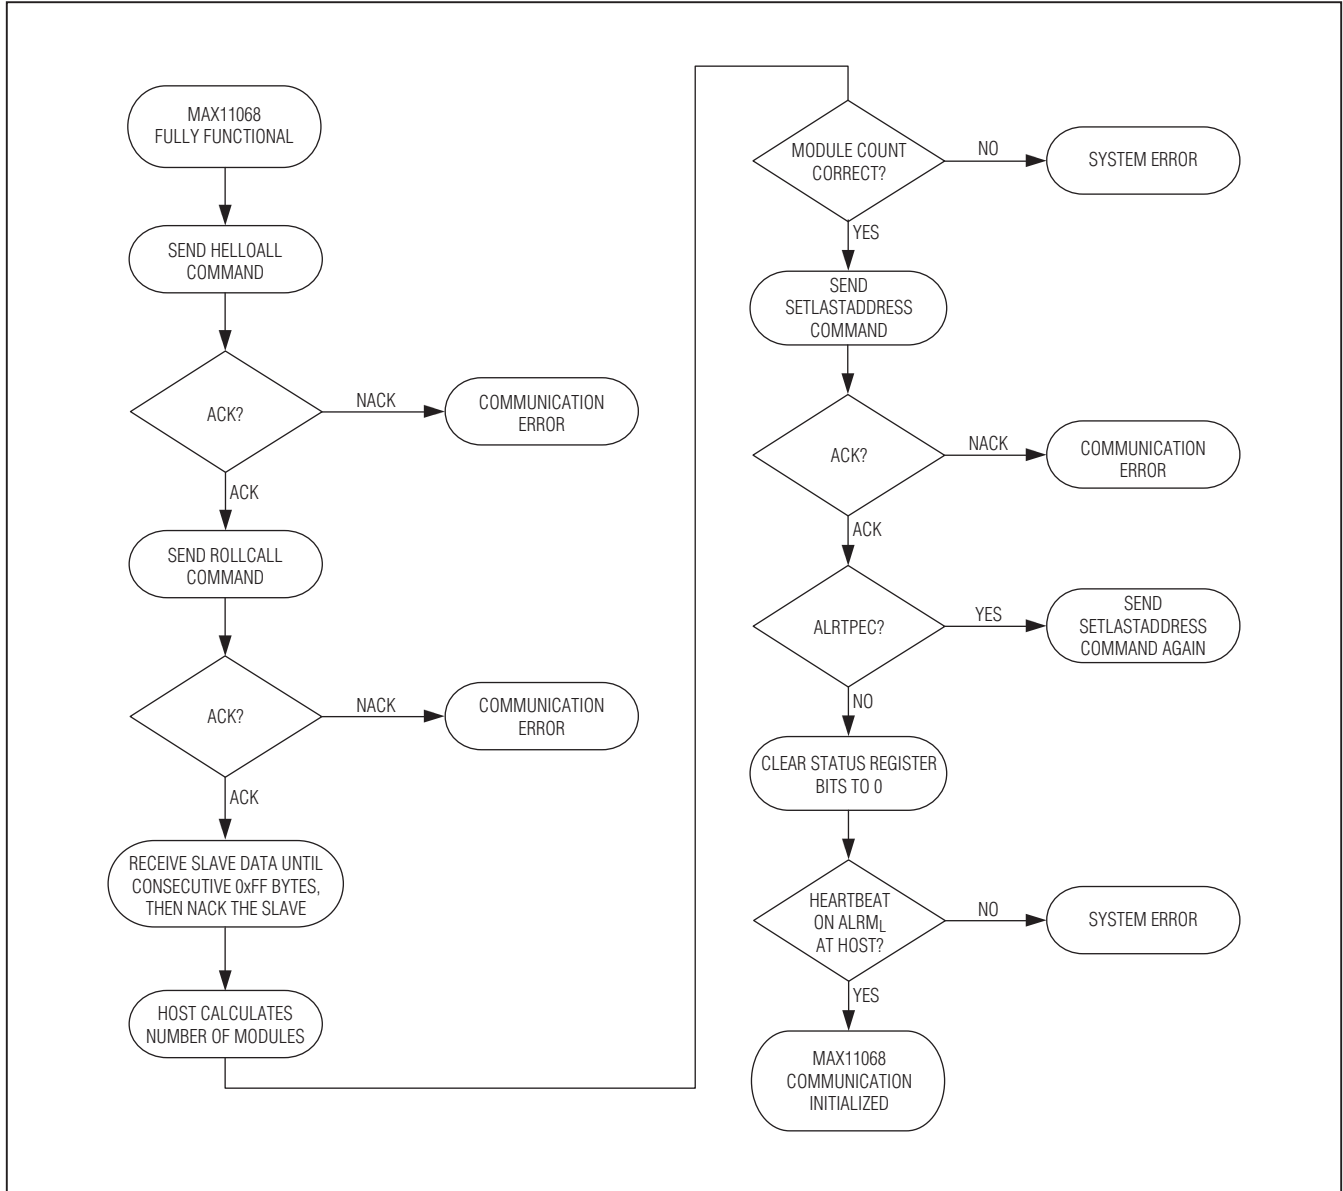 MAX11068
FULLY FUNCTIONAL
SEND HELLOALL
COMMAND
ACK?
NACK
COMMUNICATION
ERROR
ACK
SEND ROLLCALL
COMMAND
ACK?
NACK
COMMUNICATION
ERROR
ACK
RECEIVE SLAVE DATA UNTIL
CONSECUTIVE 0xFF BYTES,
THEN NACK THE SLAVE
HOST CALCULATES
NUMBER OF MODULES
MODULE COUNT
CORRECT?
NO
SYSTEM ERROR
YES
SEND
SETLASTADDRESS
COMMAND
ACK?
NACK
COMMUNICATION
ERROR
ACK
ALRTPEC?
YES
SEND
SETLASTADDRESS
COMMAND AGAIN
NO
CLEAR STATUS REGISTER
BITS TO 0
HEARTBEAT
ON ALRML
AT HOST?
NO
SYSTEM ERROR
YES
MAX11068
COMMUNICATION
INITIALIZED